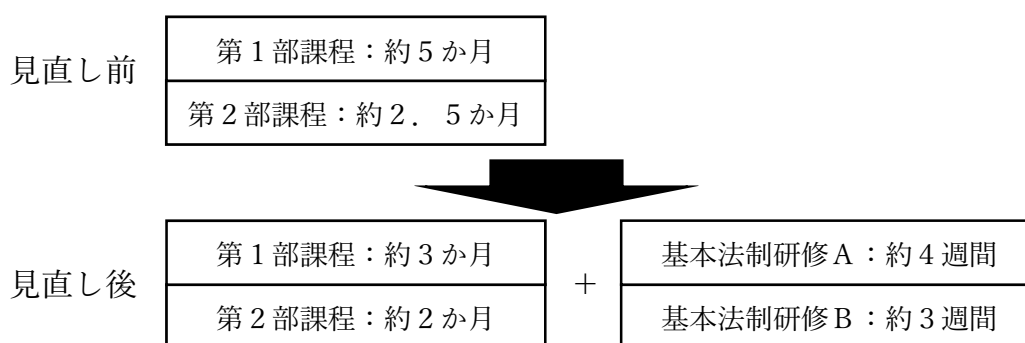 見直し前
第1部課程：約5か月
第2部課程：約2．5か月
見直し後
第1部課程：約3か月
第2部課程：約2か月
＋
基本法制研修A：約4週間
基本法制研修B：約3週間